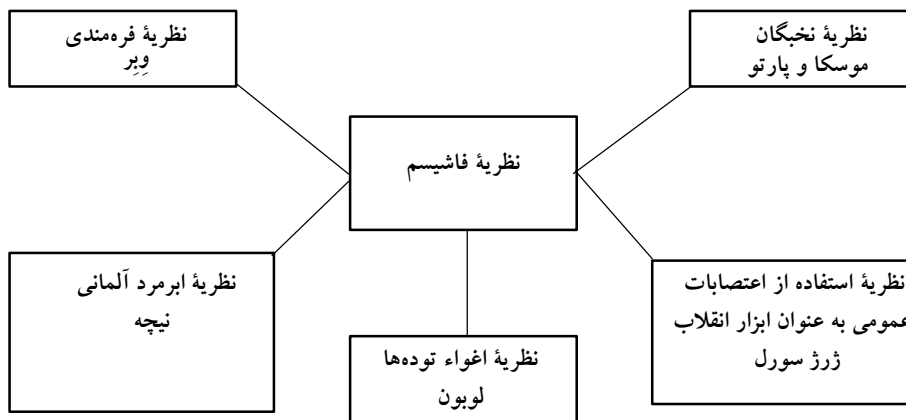 نظریهٔ نخبگان
موسکا و پارتو
نظریهٔ فره‌مندی
وِبِر
نظریهٔ فاشیسم
نظریهٔ استفاده از اعتصابات
عمومی به عنوان ابزار انقلاب
ژرژ سورل
نظریهٔ ابرمرد آلمانی
نیچه
نظریهٔ اغواء توده‌ها
لوبون